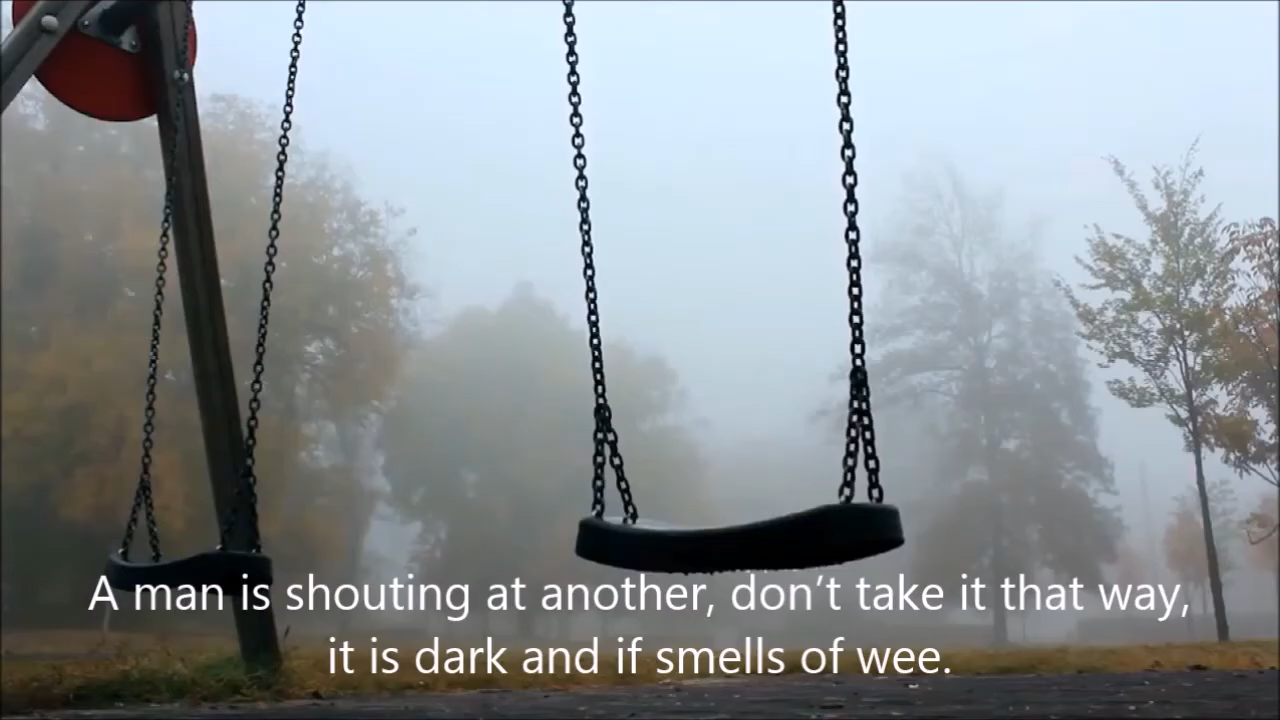 A man is shouting at another, don’t take it that way,
it is dark and if smells of wee.